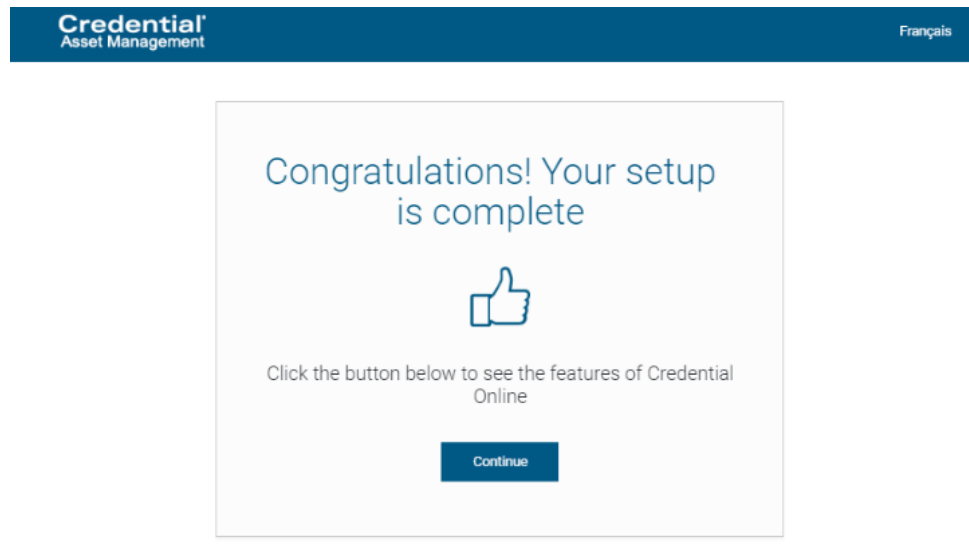 Credential®
Asset Management
Français
Congratulations! Your setup
is complete
Click the button below to see the features of Credential
Online
Continue